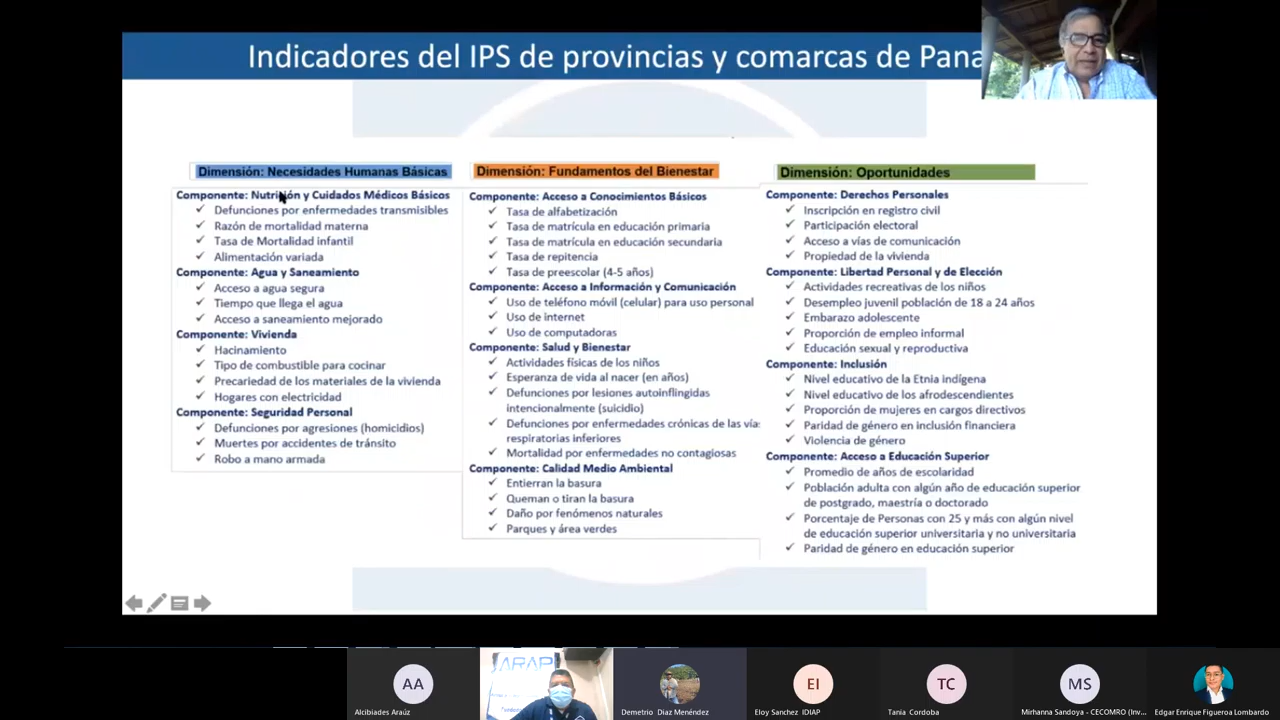 Indicadores del IPS de provincias y comarcas de Pana
Dimensión: Necesidades Humanas Básicas
Componente: Nutrición y Cuidados Médicos Básicos
Defunciones por enfermedades transmisibles
Razón de mortalidad materna
Tasa de Mortalidad infantil
Alimentación variada
Componente: Agua y Saneamiento
Acceso a agua segura
Tiempo que llega el agua
Acceso a saneamiento mejorado
Componente: Vivienda
Hacinamiento
Tipo de combustible para cocinar
Precariedad de los materiales de la vivienda
Hogares con electricidad
Componente: Seguridad Personal
Defunciones por agresiones (homicidios)
Muertes por accidentes de tránsito
Robo a mano armada
Dimensión: Fundamentos del Bienestar
Componente: Acceso a Conocimientos Básicos
Tasa de alfabetización
Tasa de matrícula en educación primaria
Tasa de matrícula en educación secundaria
Tasa de repitencia
Tasa de preescolar (4-5 años)
Componente: Acceso a Información y Comunicación
Uso de teléfono móvil (celular) para uso personal
Uso de internet
Uso de computadoras
Componente: Salud y Bienestar
Actividades físicas de los niños
Esperanza de vida al nacer (en años)
Defunciones por lesiones autoinflingidas
intencionalmente (suicidio)
Defunciones por enfermedades crónicas de las vías
respiratorias inferiores
Mortalidad por enfermedades no contagiosas
Componente: Calidad Medio Ambiental
Entierran la basura
Queman o tiran la basura
Daño por fenómenos naturales
Parques y área verdes
Dimensión: Oportunidades
Componente: Derechos Personales
Inscripción en registro civil
Participación electoral
Acceso a vías de comunicación
Propiedad de la vivienda
Componente: Libertad Personal y de Elección
Actividades recreativas de los niños
Desempleo juvenil población de 18 a 24 años
Embarazo adolescente
Proporción de empleo informal
Educación sexual y reproductiva
Componente: Inclusión
Nivel educativo de la Etnia indígena
Nivel educativo de los afrodescendientes
Proporción de mujeres en cargos directivos
Paridad de género en inclusión financiera
Violencia de género
Componente: Acceso a Educación Superior
Promedio de años de escolaridad
Población adulta con algún año de educación superior
de postgrado, maestría o doctorado
Porcentaje de Personas con 25 y más con algún nivel
de educación superior universitaria y no universitaria
Paridad de género en educación superior
AA
EI
TC
MS
Alcibiades Araúz
Demetrio Diaz Menéndez
Eloy Sanchez IDIAP
Tania Cordoba
Mirhanna Sandoya - CECOMRO (Inv...
Edgar Enrique Figueroa Lombardo